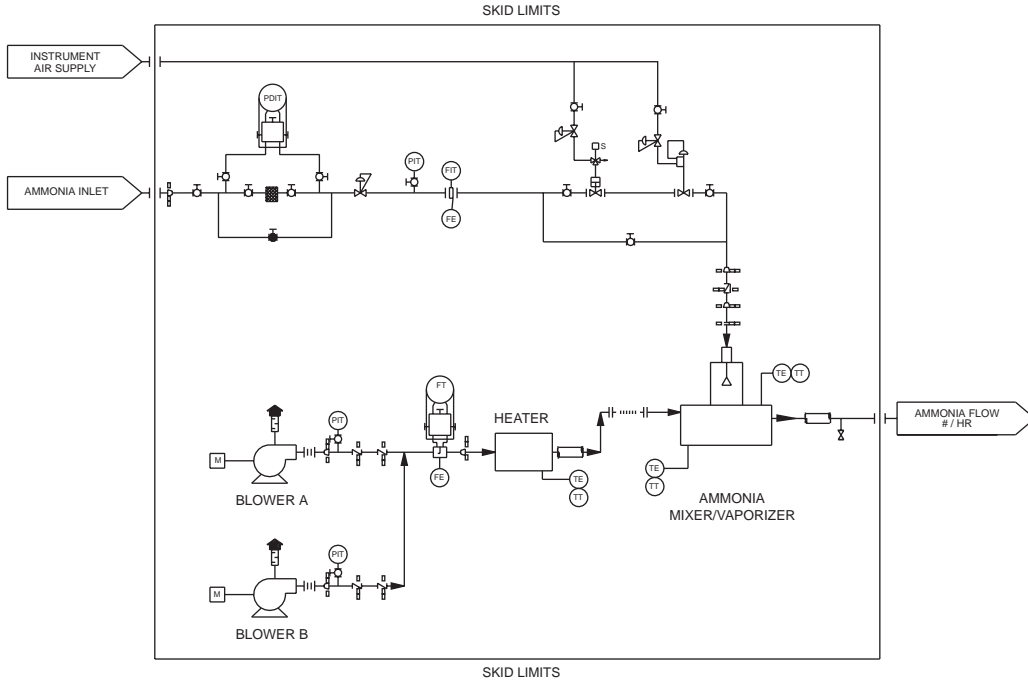 SKID LIMITS
INSTRUMENT
AIR SUPPLY
PDIT
S
PIT
FIT
AMMONIA INLET
FE
FT
TE TT
HEATER
AMMONIA FLOW
# / HR
PIT
M
FE
TE
TT
TE
TT
BLOWER A
AMMONIA
MIXER/VAPORIZER
PIT
M
BLOWER B
SKID LIMITS